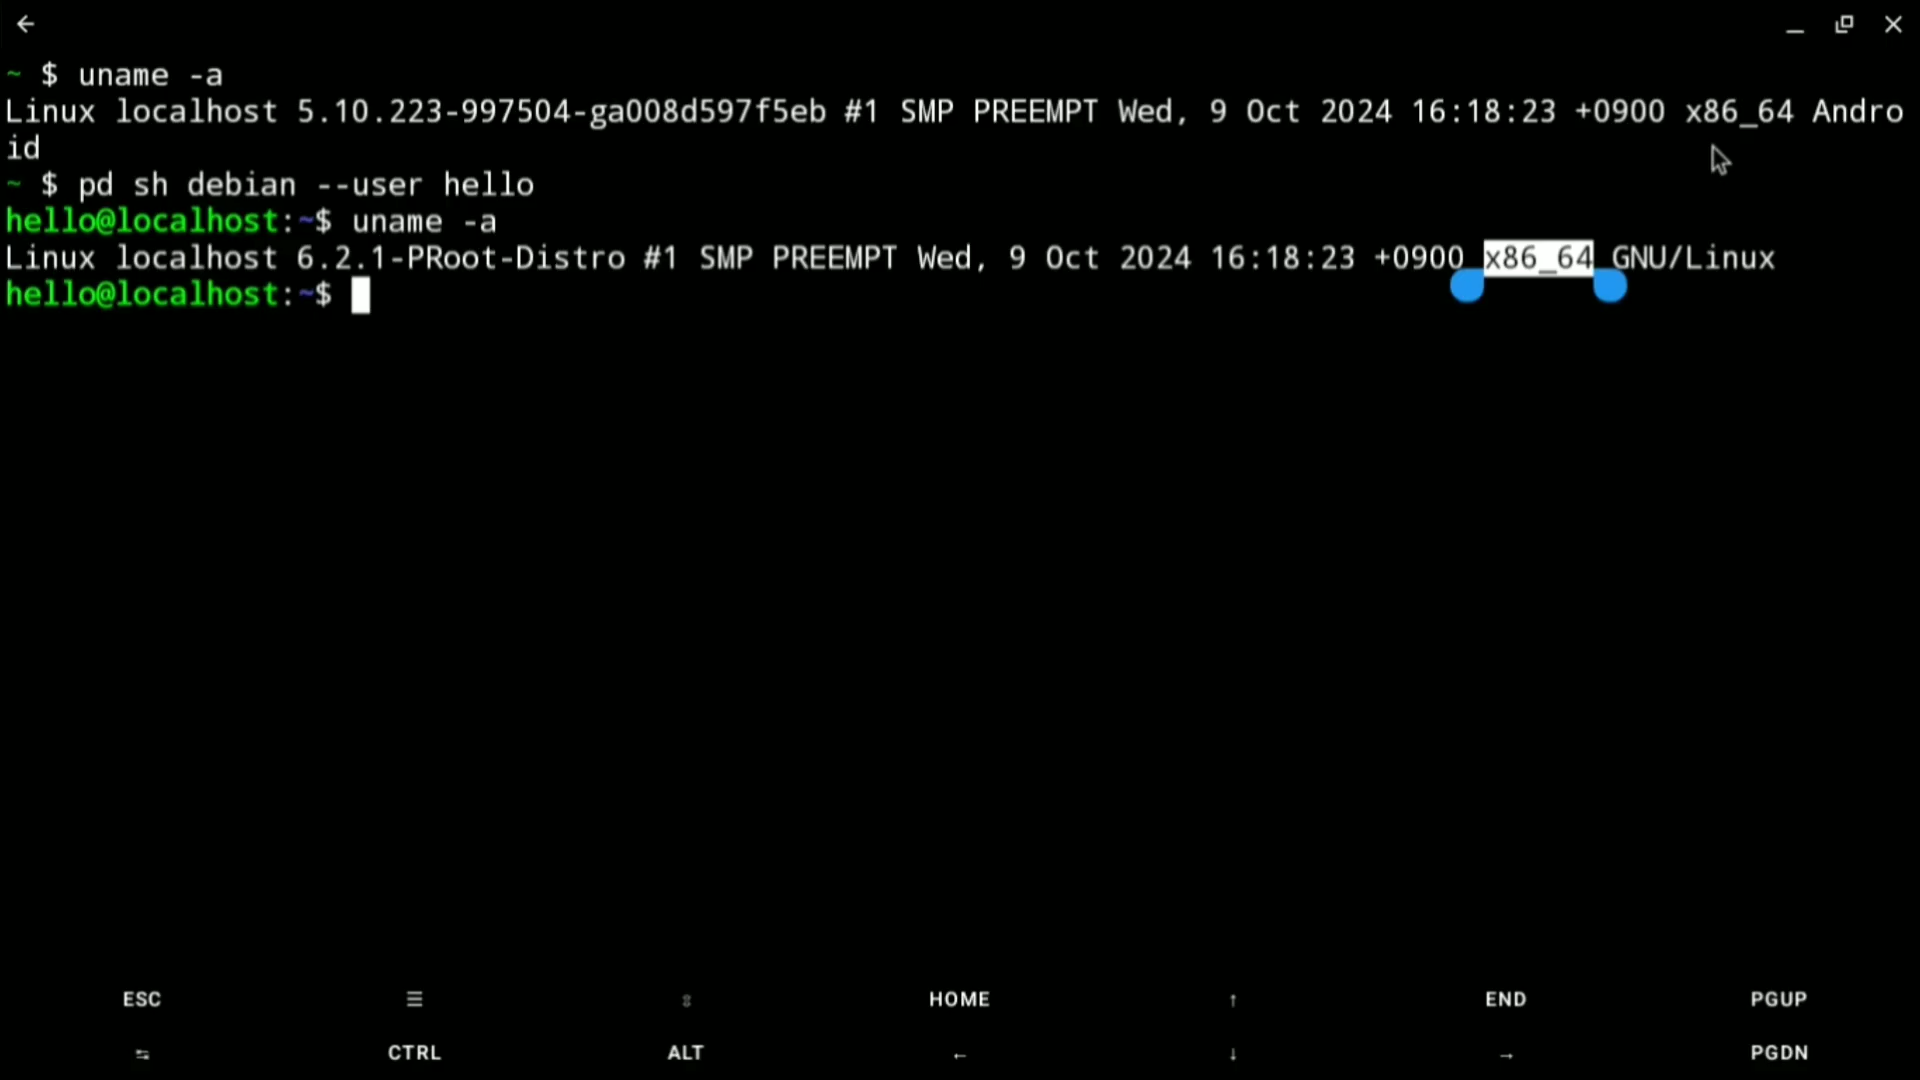 ~ $ uname -a
Linux localhost 5.10.223-997504-ga008d597f5eb #1 SMP PREEMPT Wed, 9 Oct 2024 16:18:23 +0900 x86_64 Andro
id
~ $ pd sh debian --user hello
hello@localhost:~$ uname -a
Linux localhost 6.2.1-PRoot-Distro #1 SMP PREEMPT Wed, 9 Oct 2024 16:18:23 +0900 x86_64 GNU/Linux
hello@localhost:~$
ESC ☰ ⇳ HOME ↑ END PGUP
⇆ CTRL ALT ← ↓ → PGDN